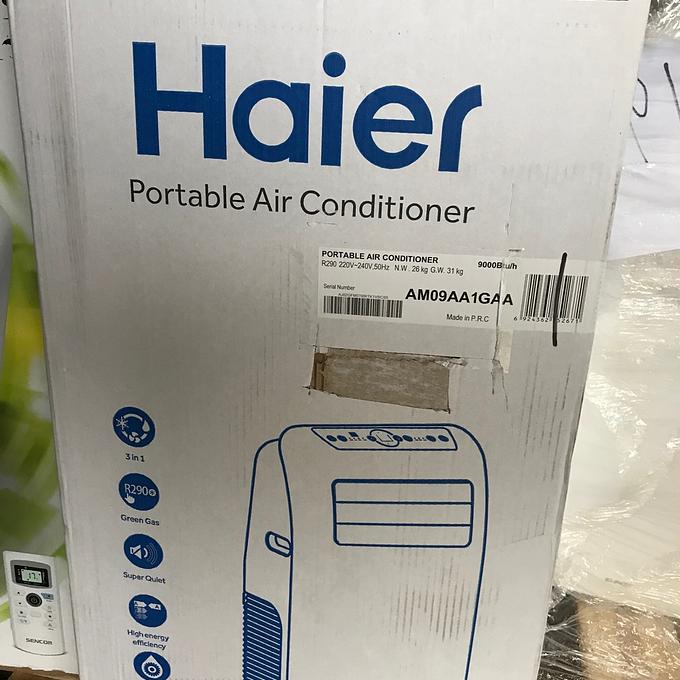 Haier
Portable Air Conditioner
PORTABLE AIR CONDITIONER 9000Btu/h
R290 220V~240V,50Hz N.W. 26 kg G.W. 31 kg
Serial Number
AM09AA1GAA
Made in P.R.C
3 in 1
R290
Green Gas
Super Quiet
A
High energy
efficiency
SENCOR